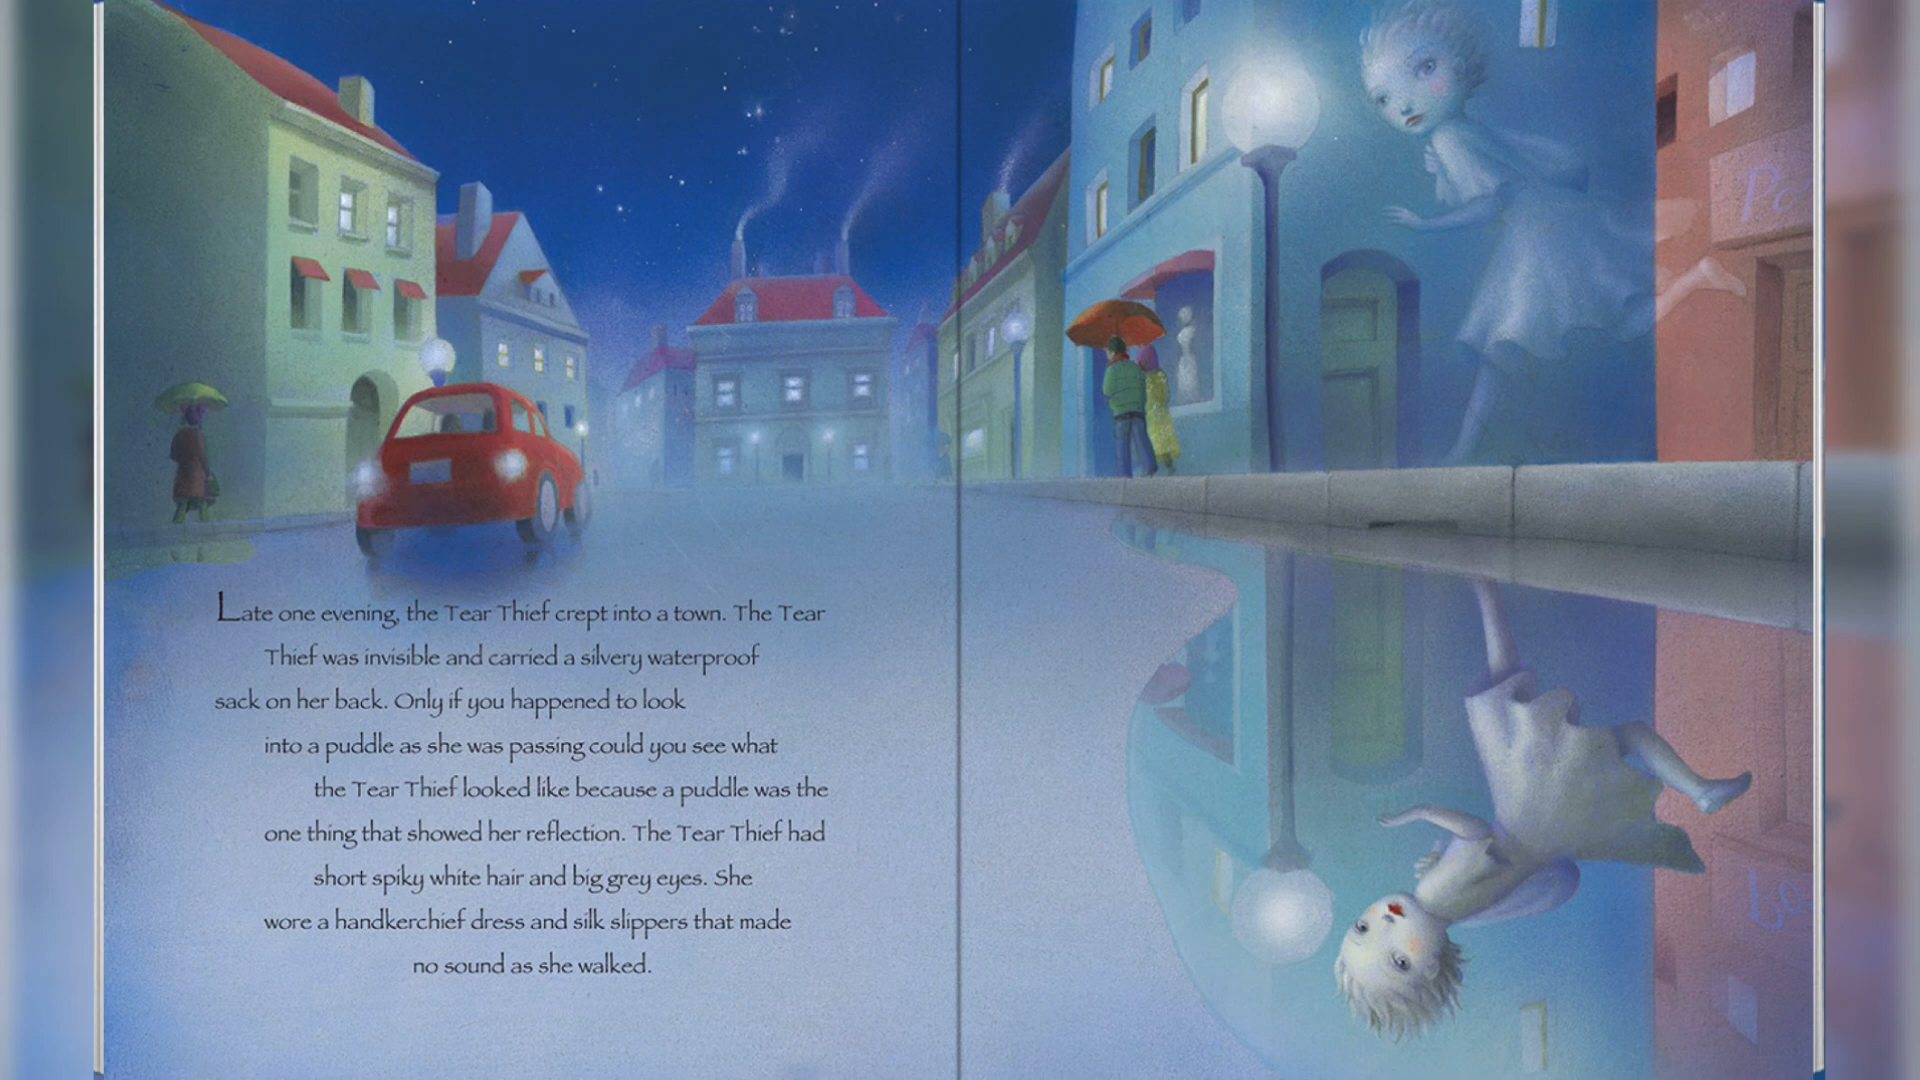 Late one evening, the Tear Thief crept into a town. The Tear
Thief was invisible and carried a silvery waterproof
sack on her back. Only if you happened to look
into a puddle as she was passing could you see what
the Tear Thief looked like because a puddle was the
one thing that showed her reflection. The Tear Thief had
short spiky white hair and big grey eyes. She
wore a handkerchief dress and silk slippers that made
no sound as she walked.